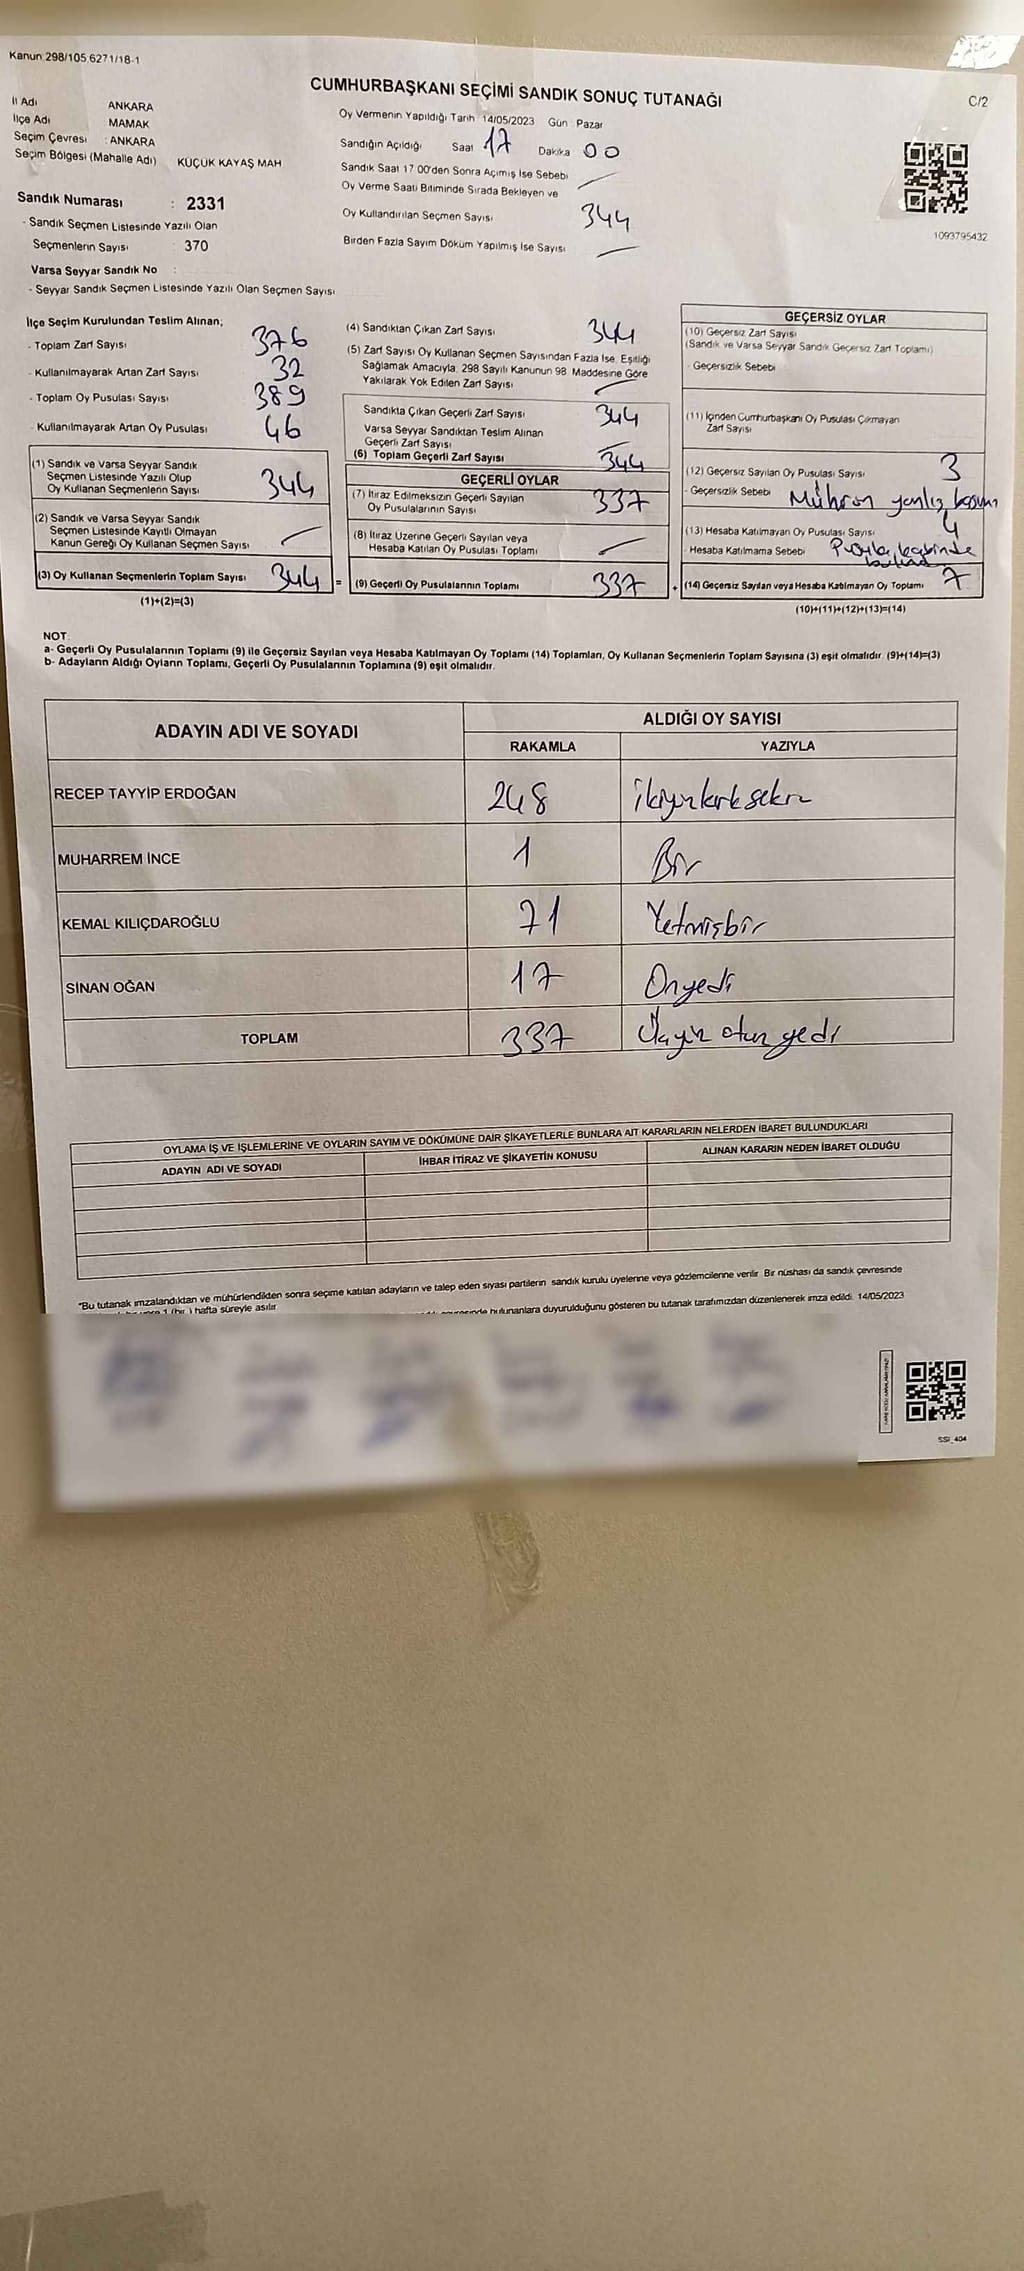 Kanun 298/105 6271/18-1
CUMHURBAŞKANI SEÇİMİ SANDIK SONUÇ TUTANAĞI
C/2
İl Adı ANKARA
İlçe Adı MAMAK
Seçim Çevresi : ANKARA
Seçim Bölgesi (Mahalle Adı) KÜÇÜK KAYAŞ MAH
Sandık Numarası : 2331
- Sandık Seçmen Listesinde Yazılı Olan
Seçmenlerin Sayısı : 370
Varsa Seyyar Sandık No :
- Seyyar Sandık Seçmen Listesinde Yazılı Olan Seçmen Sayısı
Oy Vermenin Yapıldığı Tarih 14/05/2023 Gün : Pazar
Sandığın Açıldığı Saat 17 Dakika 00
Sandık Saat 17 00'den Sonra Açılmış İse Sebebi
Oy Verme Saati Bitiminde Sırada Bekleyen ve
Oy Kullandırılan Seçmen Sayısı 344
Birden Fazla Sayım Döküm Yapılmış İse Sayısı
1093795432
İlçe Seçim Kurulundan Teslim Alınan;
- Toplam Zarf Sayısı 376
- Kullanılmayarak Artan Zarf Sayısı 32
- Toplam Oy Pusulası Sayısı 389
- Kullanılmayarak Artan Oy Pusulası 46
(1) Sandık ve Varsa Seyyar Sandık
Seçmen Listesinde Yazılı Olup
Oy Kullanan Seçmenlerin Sayısı 344
(2) Sandık ve Varsa Seyyar Sandık
Seçmen Listesinde Kayıtlı Olmayan
Kanun Gereği Oy Kullanan Seçmen Sayısı
(3) Oy Kullanan Seçmenlerin Toplam Sayısı 344 =
(1)+(2)=(3)
(4) Sandıktan Çıkan Zarf Sayısı 344
(5) Zarf Sayısı Oy Kullanan Seçmen Sayısından Fazla İse, Eşitliği
Sağlamak Amacıyla, 298 Sayılı Kanunun 98. Maddesine Göre
Yakılarak Yok Edilen Zarf Sayısı
Sandıkta Çıkan Geçerli Zarf Sayısı 344
Varsa Seyyar Sandıktan Teslim Alınan
Geçerli Zarf Sayısı
(6) Toplam Geçerli Zarf Sayısı 344
GEÇERLİ OYLAR
(7) İtiraz Edilmeksizin Geçerli Sayılan
Oy Pusulalarının Sayısı 337
(8) İtiraz Üzerine Geçerli Sayılan veya
Hesaba Katılan Oy Pusulası Toplamı
(9) Geçerli Oy Pusulalarının Toplamı 337 +
GEÇERSİZ OYLAR
(10) Geçersiz Zarf Sayısı
(Sandık ve Varsa Seyyar Sandık Geçersiz Zarf Toplamı)
- Geçersizlik Sebebi
(11) İçinden Cumhurbaşkanı Oy Pusulası Çıkmayan
Zarf Sayısı
(12) Geçersiz Sayılan Oy Pusulası Sayısı 3
- Geçersizlik Sebebi Mührün yanlış
(13) Hesaba Katılmayan Oy Pusulası Sayısı 4
- Hesaba Katılmama Sebebi
(14) Geçersiz Sayılan veya Hesaba Katılmayan Oy Toplamı 7
(10)+(11)+(12)+(13)=(14)
NOT
a- Geçerli Oy Pusulalarının Toplamı (9) ile Geçersiz Sayılan veya Hesaba Katılmayan Oy Toplamı (14) Toplamları, Oy Kullanan Seçmenlerin Toplam Sayısına (3) eşit olmalıdır. (9)+(14)=(3)
b- Adayların Aldığı Oyların Toplamı, Geçerli Oy Pusulalarının Toplamına (9) eşit olmalıdır.
ADAYIN ADI VE SOYADI ALDIĞI OY SAYISI
RAKAMLA YAZIYLA
RECEP TAYYİP ERDOĞAN 248 ikiyüzkırksekiz
MUHARREM İNCE 1 Bir
KEMAL KILIÇDAROĞLU 71 Yetmişbir
SİNAN OĞAN 17 Onyedi
TOPLAM 337 Üçyüz otuz yedi
OYLAMA İŞ VE İŞLEMLERİNE VE OYLARIN SAYIM VE DÖKÜMÜNE DAİR ŞİKAYETLERLE BUNLARA AİT KARARLARIN NELERDEN İBARET BULUNDUKLARI
ADAYIN ADI VE SOYADI İHBAR İTİRAZ VE ŞİKAYETİN KONUSU ALINAN KARARIN NEDEN İBARET OLDUĞU
*Bu tutanak imzalandıktan ve mühürlendikten sonra seçime katılan adayların ve talep eden siyasi partilerin sandık kurulu üyelerine veya gözlemcilerine verilir. Bir nüshası da sandık çevresinde
1 (bir) hafta süreyle asılır.
bulunanlara duyurulduğunu gösteren bu tutanak tarafımızdan düzenlenerek imza edildi. 14/05/2023
SSI_404